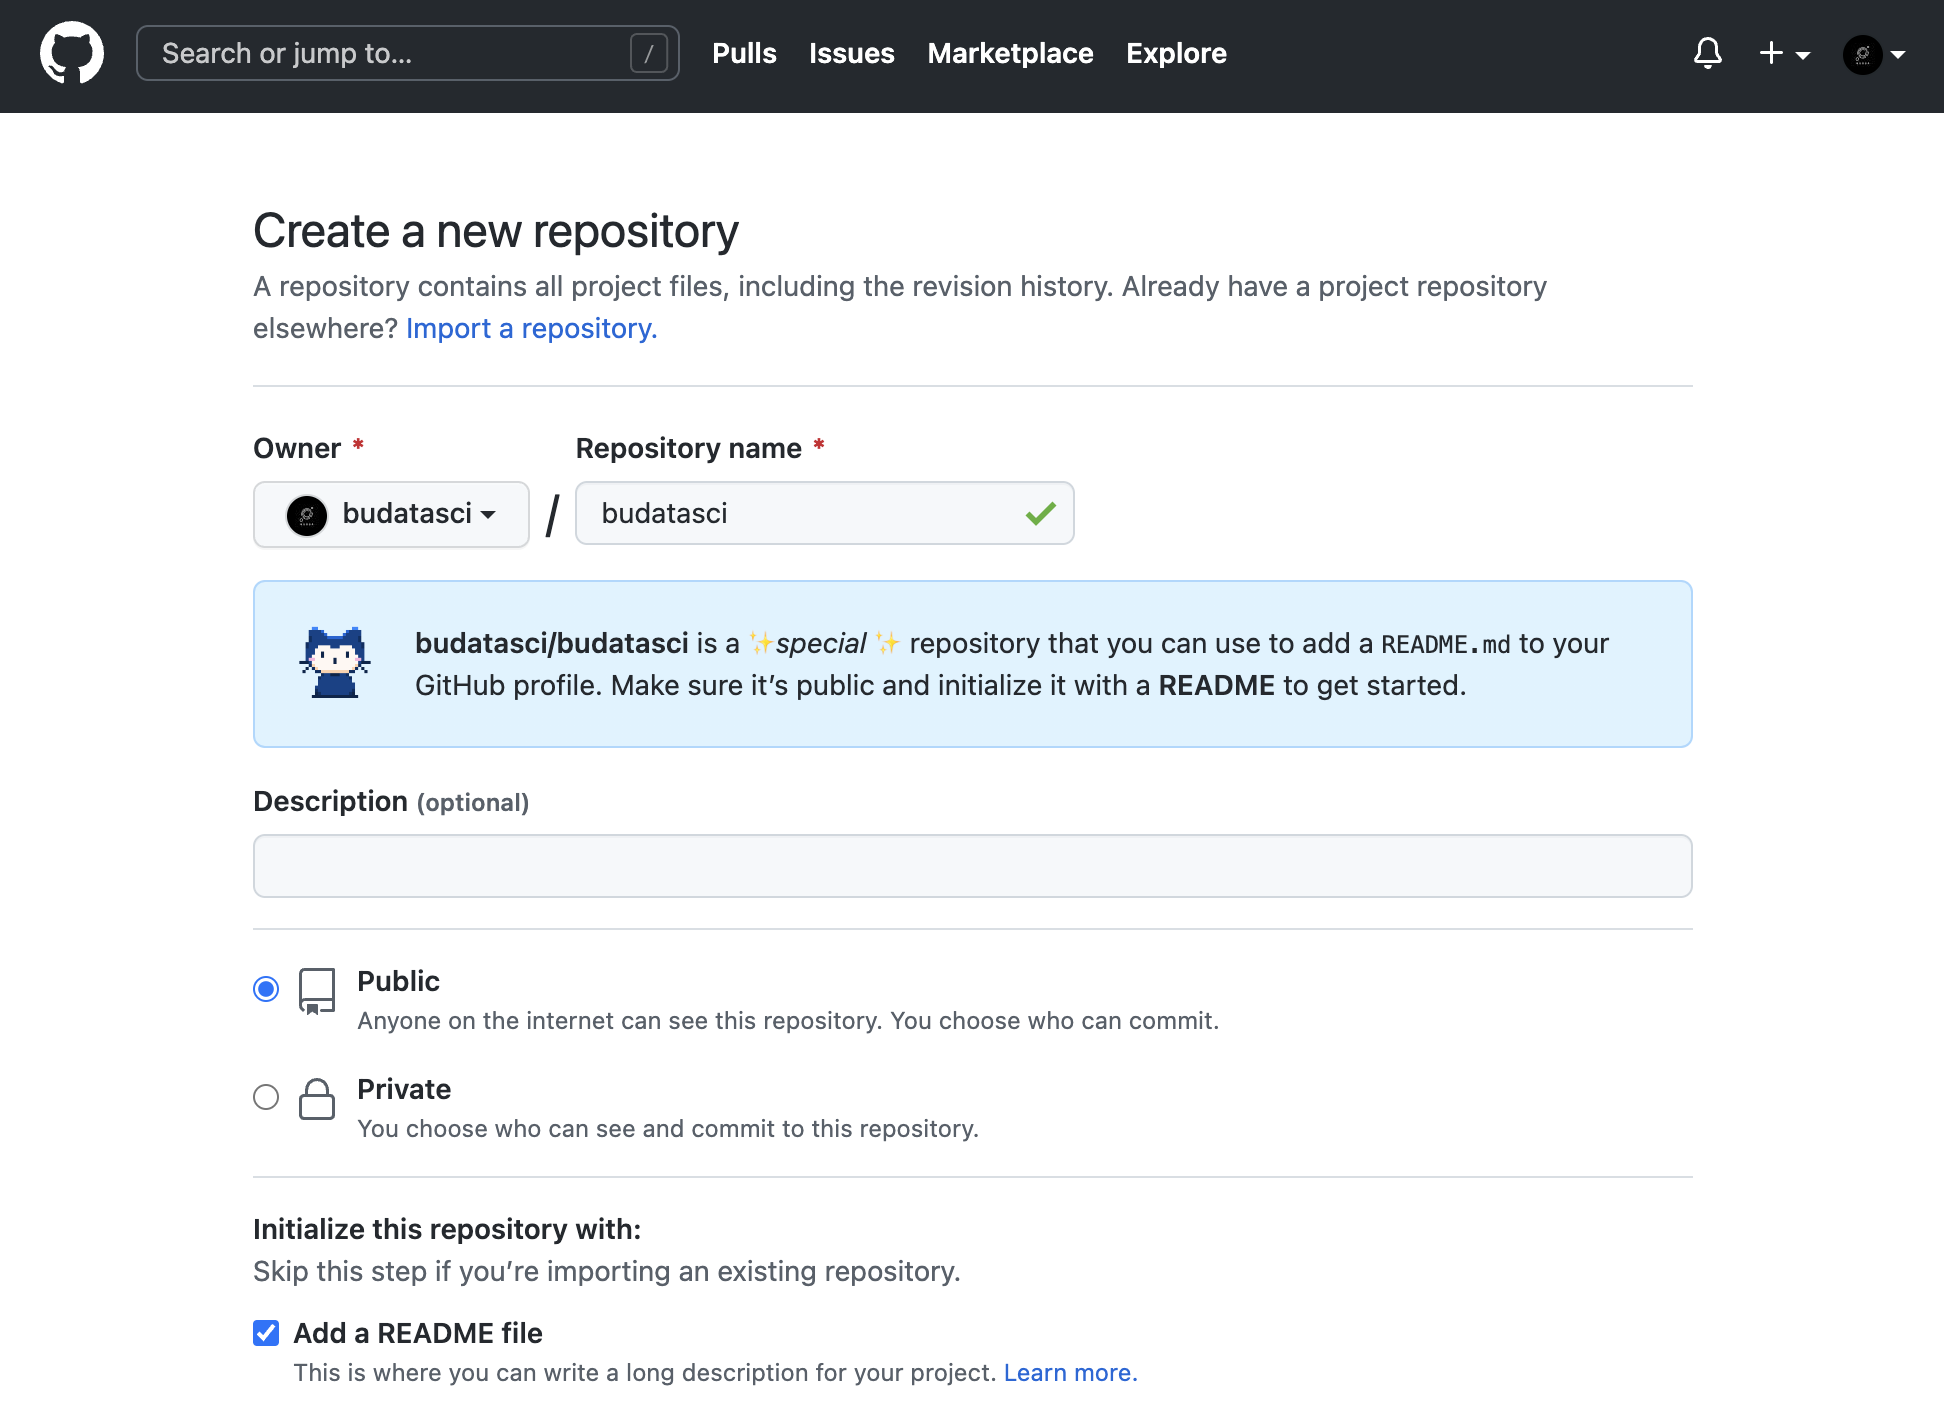 Search or jump to... /
Pulls Issues Marketplace Explore
Create a new repository
A repository contains all project files, including the revision history. Already have a project repository
elsewhere? Import a repository.
Owner * Repository name *
budatasci / budatasci
budatasci/budatasci is a ✨special ✨ repository that you can use to add a README.md to your
GitHub profile. Make sure it’s public and initialize it with a README to get started.
Description (optional)
Public
Anyone on the internet can see this repository. You choose who can commit.
Private
You choose who can see and commit to this repository.
Initialize this repository with:
Skip this step if you’re importing an existing repository.
Add a README file
This is where you can write a long description for your project. Learn more.